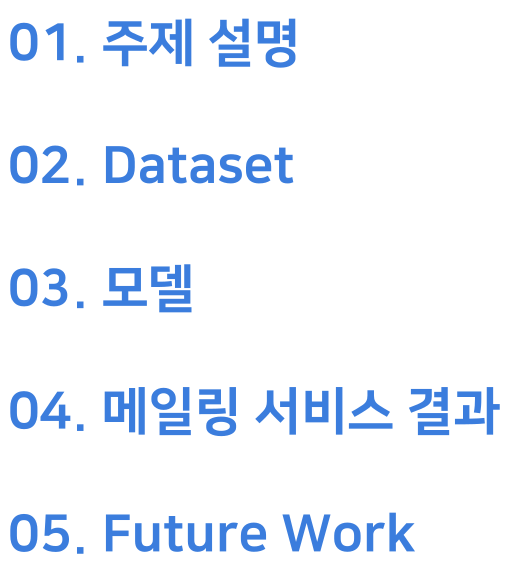 01. 주제 설명
02. Dataset
03. 모델
04. 메일링 서비스 결과
05. Future Work